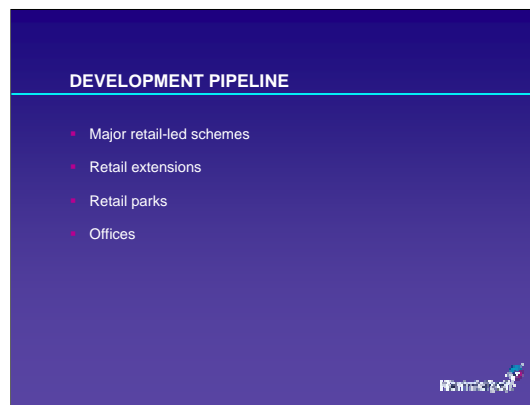 DEVELOPMENT PIPELINE
Major retail-led schemes
Retail extensions
Retail parks
Offices